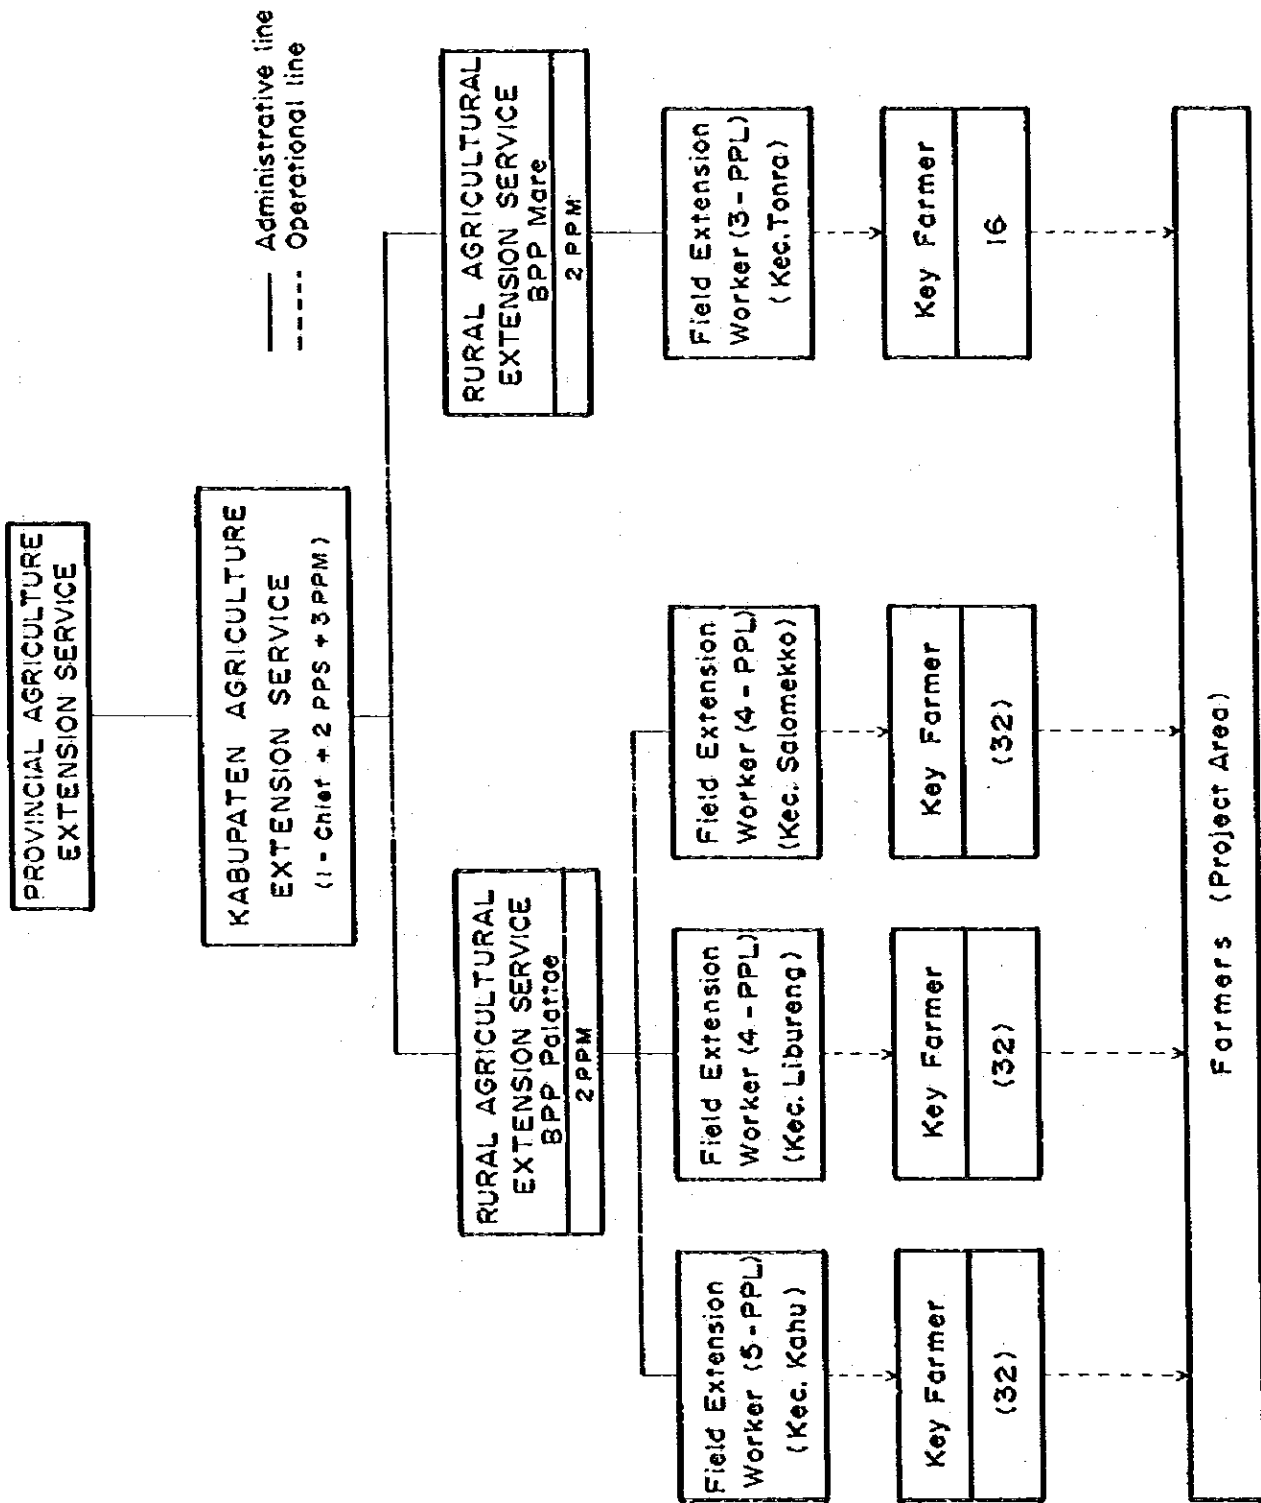 Administrative line
Operational line
PROVINCIAL AGRICULTURE
EXTENSION SERVICE
KABUPATEN AGRICULTURE
EXTENSION SERVICE
(1 - Chief + 2 PPS + 3 PPM)
RURAL AGRICULTURAL
EXTENSION SERVICE
BPP Palattae
2 PPM
RURAL AGRICULTURAL
EXTENSION SERVICE
BPP Mare
2 PPM
Field Extension
Worker (5 - PPL)
(Kec. Kahu)
Field Extension
Worker (4 - PPL)
(Kec. Libureng)
Field Extension
Worker (4 - PPL)
(Kec. Salomekko)
Field Extension
Worker (3 - PPL)
(Kec. Tonra)
Key Farmer
(32)
Key Farmer
(32)
Key Farmer
(32)
Key Farmer
16
Farmers (Project Area)